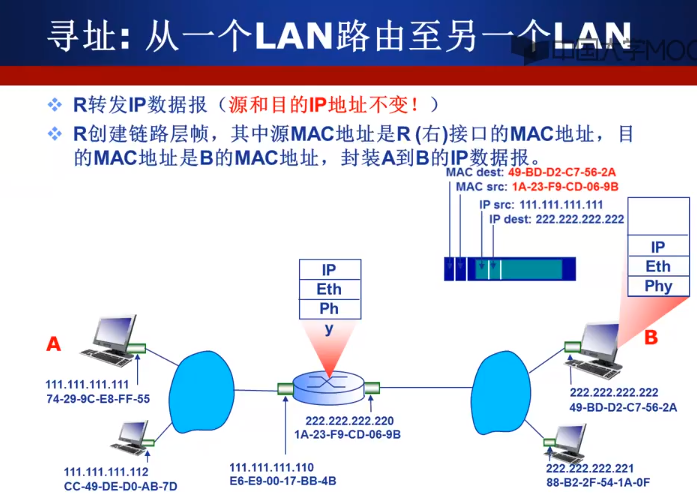 寻址: 从一个LAN路由至另一个LAN
中国大学MOC
R转发IP数据报（源和目的IP地址不变！）
R创建链路层帧，其中源MAC地址是R (右)接口的MAC地址，目
的MAC地址是B的MAC地址，封装A到B的IP数据报。
MAC dest: 49-BD-D2-C7-56-2A
MAC src: 1A-23-F9-CD-06-9B
IP src: 111.111.111.111
IP dest: 222.222.222.222
IP
Eth
Phy
IP
Eth
Ph
y
A
B
111.111.111.111
74-29-9C-E8-FF-55
222.222.222.222
49-BD-D2-C7-56-2A
222.222.222.220
1A-23-F9-CD-06-9B
111.111.111.112
CC-49-DE-D0-AB-7D
111.111.111.110
E6-E9-00-17-BB-4B
222.222.222.221
88-B2-2F-54-1A-0F